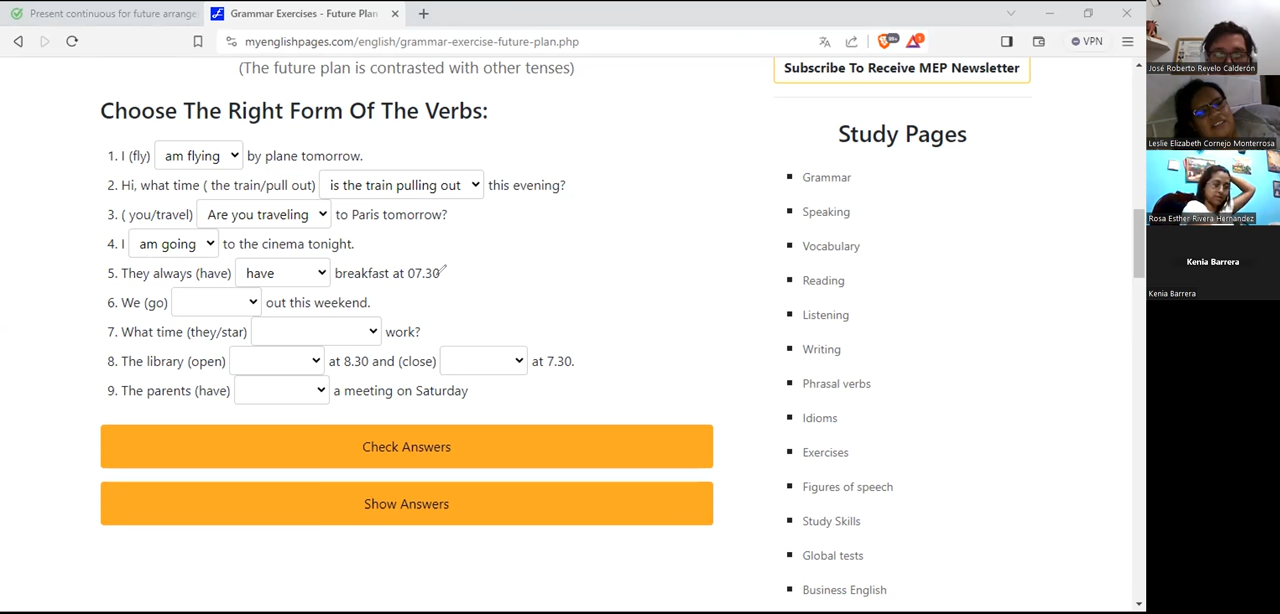 Present continuous for future arrange
Grammar Exercises - Future Plan
myenglishpages.com/english/grammar-exercise-future-plan.php
VPN
(The future plan is contrasted with other tenses)
Choose The Right Form Of The Verbs:
1. I (fly) am flying by plane tomorrow.
2. Hi, what time ( the train/pull out) is the train pulling out this evening?
3. ( you/travel) Are you traveling to Paris tomorrow?
4. I am going to the cinema tonight.
5. They always (have) have breakfast at 07.30
6. We (go) out this weekend.
7. What time (they/star) work?
8. The library (open) at 8.30 and (close) at 7.30.
9. The parents (have) a meeting on Saturday
Check Answers
Show Answers
Subscribe To Receive MEP Newsletter
Study Pages
Grammar
Speaking
Vocabulary
Reading
Listening
Writing
Phrasal verbs
Idioms
Exercises
Figures of speech
Study Skills
Global tests
Business English
José Roberto Revelo Calderón
Leslie Elizabeth Cornejo Monterrosa
Rosa Esther Rivera Hernandez
Kenia Barrera
Kenia Barrera